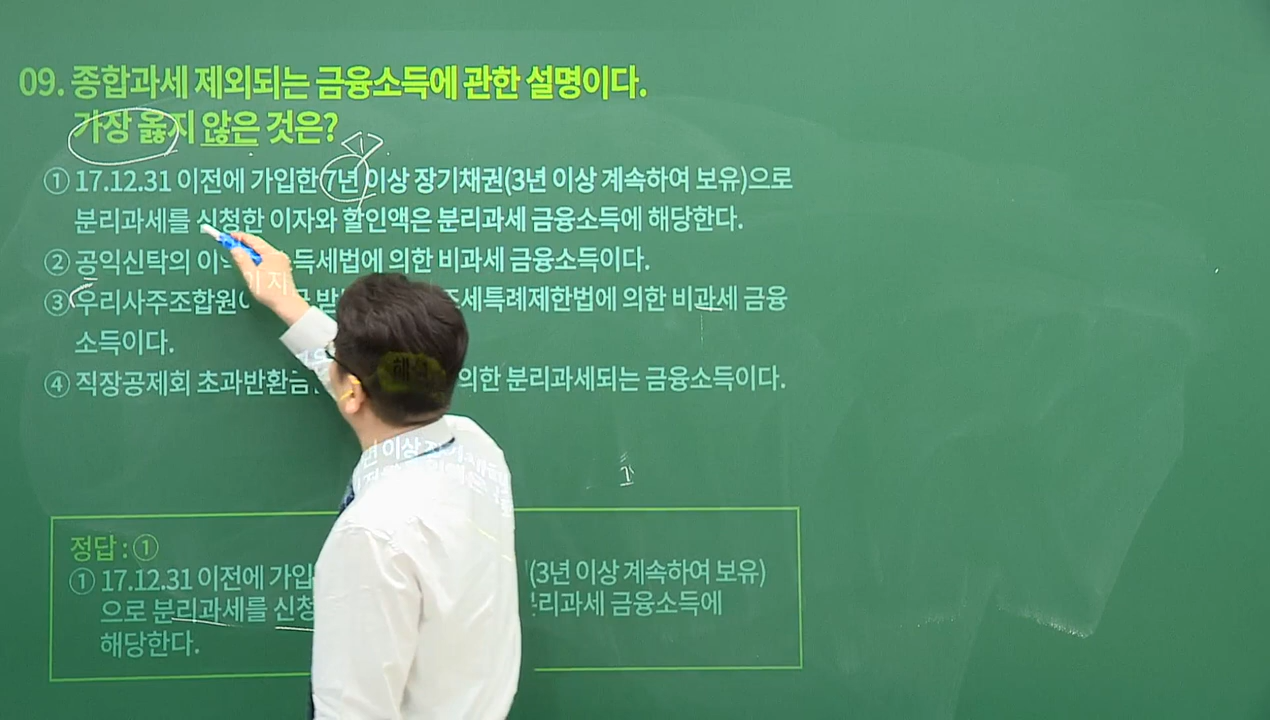 09. 종합과세 제외되는 금융소득에 관한 설명이다.
가장 옳지 않은 것은?
① 17.12.31 이전에 가입한 7년 이상 장기채권(3년 이상 계속하여 보유)으로
분리과세를 신청한 이자와 할인액은 분리과세 금융소득에 해당한다.
② 공익신탁의 득세법에 의한 비과세 금융소득이다.
③ 우리사주조합원이 조세특례제한법에 의한 비과세 금융
소득이다.
④ 직장공제회 초과반환금 의한 분리과세되는 금융소득이다.
정답 : ①
① 17.12.31 이전에 가입 (3년 이상 계속하여 보유)
으로 분리과세를 신청 분리과세 금융소득에
해당한다.